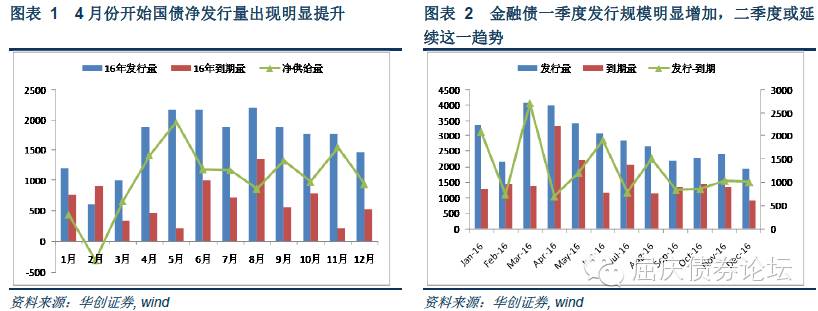 图表 1 4 月份开始国债净发行量出现明显提升
16年发行量 16年到期量 净供给量
2500
2000
1500
1000
500
0
-500
1月 2月 3月 4月 5月 6月 7月 8月 9月 10月 11月 12月
资料来源：华创证券, wind
图表 2 金融债一季度发行规模明显增加，二季度或延
续这一趋势
发行量 到期量 发行-到期
4500
4000
3500
3000
2500
2000
1500
1000
500
0
3000
2500
2000
1500
1000
500
0
Jan-16 Feb-16 Mar-16 Apr-16 May-16 Jun-16 Jul-16 Aug-16 Sep-16 Oct-16 Nov-16 Dec-16
屈庆债券论坛
资料来源：华创证券, wind